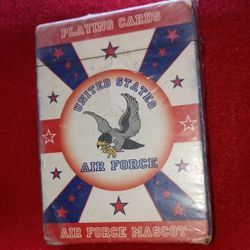 PLAYING CARDS
UNITED STATES
AIR FORCE
AIR FORCE MASCOT